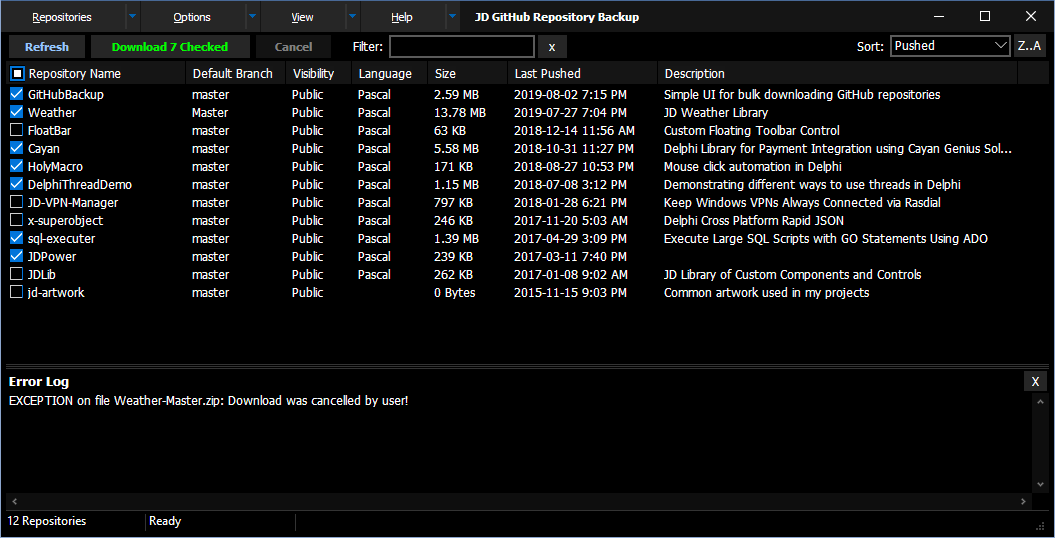 Repositories Options View Help JD GitHub Repository Backup
Refresh Download 7 Checked Cancel Filter: x Sort: Pushed Z..A
Repository Name Default Branch Visibility Language Size Last Pushed Description
GitHubBackup master Public Pascal 2.59 MB 2019-08-02 7:15 PM Simple UI for bulk downloading GitHub repositories
Weather Master Public Pascal 13.78 MB 2019-07-27 7:04 PM JD Weather Library
FloatBar master Public Pascal 63 KB 2018-12-14 11:56 AM Custom Floating Toolbar Control
Cayan master Public Pascal 5.58 MB 2018-10-31 11:27 PM Delphi Library for Payment Integration using Cayan Genius Sol...
HolyMacro master Public Pascal 171 KB 2018-08-27 10:53 PM Mouse click automation in Delphi
DelphiThreadDemo master Public Pascal 1.15 MB 2018-07-08 3:12 PM Demonstrating different ways to use threads in Delphi
JD-VPN-Manager master Public Pascal 797 KB 2018-01-28 6:21 PM Keep Windows VPNs Always Connected via Rasdial
x-superobject master Public Pascal 246 KB 2017-11-20 5:03 AM Delphi Cross Platform Rapid JSON
sql-executer master Public Pascal 1.39 MB 2017-04-29 3:09 PM Execute Large SQL Scripts with GO Statements Using ADO
JDPower master Public Pascal 239 KB 2017-03-11 7:40 PM
JDLib master Public Pascal 262 KB 2017-01-08 9:02 AM JD Library of Custom Components and Controls
jd-artwork master Public 0 Bytes 2015-11-15 9:03 PM Common artwork used in my projects
Error Log X
EXCEPTION on file Weather-Master.zip: Download was cancelled by user!
12 Repositories Ready